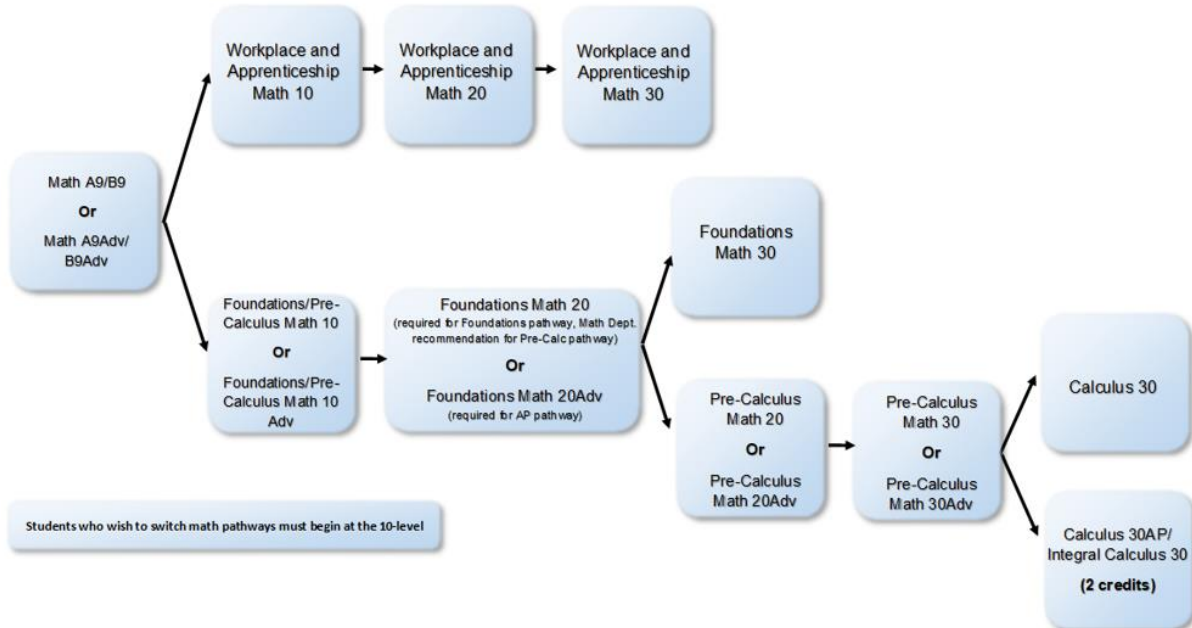 Workplace and
Apprenticeship
Math 10
Workplace and
Apprenticeship
Math 20
Workplace and
Apprenticeship
Math 30
Math A9/B9
Or
Math A9Adv/
B9Adv
Foundations/Pre-
Calculus Math 10
Or
Foundations/Pre-
Calculus Math 10
Adv
Foundations Math 20
(required for Foundations pathway, Math Dept.
recommendation for Pre-Calc pathway)
Or
Foundations Math 20Adv
(required for AP pathway)
Foundations
Math 30
Pre-Calculus
Math 20
Or
Pre-Calculus
Math 20Adv
Pre-Calculus
Math 30
Or
Pre-Calculus
Math 30Adv
Calculus 30
Calculus 30AP/
Integral Calculus 30
(2 credits)
Students who wish to switch math pathways must begin at the 10-level